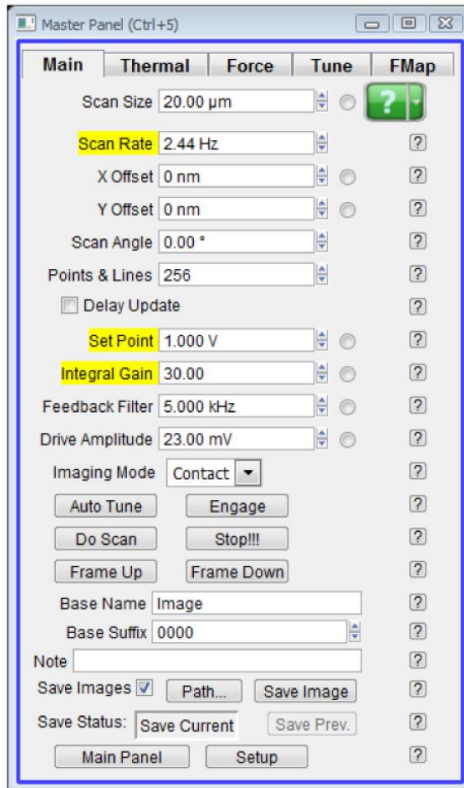 Master Panel (Ctrl+5)
Main Thermal Force Tune FMap
Scan Size 20.00 µm ?
Scan Rate 2.44 Hz ?
X Offset 0 nm ?
Y Offset 0 nm ?
Scan Angle 0.00 ° ?
Points & Lines 256 ?
Delay Update ?
Set Point 1.000 V ?
Integral Gain 30.00 ?
Feedback Filter 5.000 kHz ?
Drive Amplitude 23.00 mV ?
Imaging Mode Contact ?
Auto Tune Engage ?
Do Scan Stop!!! ?
Frame Up Frame Down ?
Base Name Image ?
Base Suffix 0000 ?
Note ?
Save Images Path... Save Image ?
Save Status: Save Current Save Prev. ?
Main Panel Setup ?